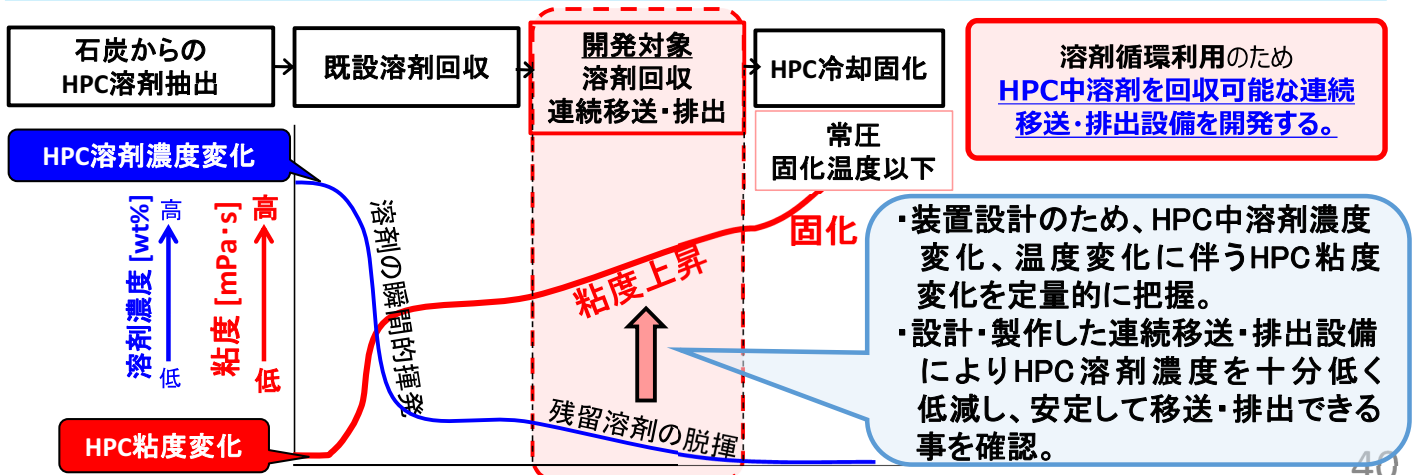 石炭からの
HPC溶剤抽出
既設溶剤回収
開発対象
溶剤回収
連続移送・排出
HPC冷却固化
溶剤循環利用のため
HPC中溶剤を回収可能な連続
移送・排出設備を開発する。
常圧
固化温度以下
HPC溶剤濃度変化
溶剤濃度 [wt%]
高
低
粘度 [mPa・s]
高
低
溶剤の瞬間的揮発
粘度上昇
固化
残留溶剤の脱揮
HPC粘度変化
・装置設計のため、HPC中溶剤濃度
変化、温度変化に伴うHPC粘度
変化を定量的に把握。
・設計・製作した連続移送・排出設備
によりHPC溶剤濃度を十分低く
低減し、安定して移送・排出できる
事を確認。
40